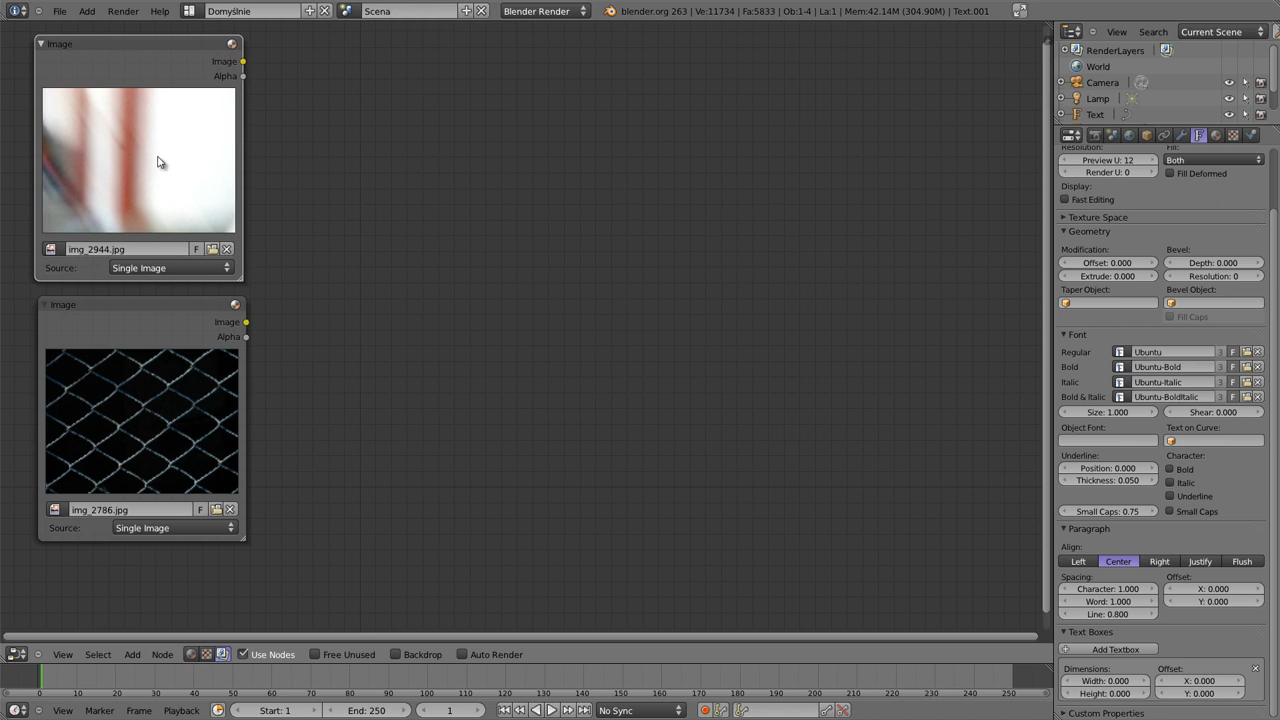 File Add Render Help Domyślnie Scena Blender Render blender.org 263 | Ve:11734 | Fa:5833 | Ob:1-4 | La:1 | Mem:42.14M (304.90M) | Text.001
View Search Current Scene
RenderLayers
World
Camera
Lamp
Text
Image
Image
Alpha
img_2944.jpg F
Source: Single Image
Image
Image
Alpha
img_2786.jpg F
Source: Single Image
Resolution: Fill:
Preview U: 12 Both
Render U: 0 Fill Deformed
Display:
Fast Editing
Texture Space
Geometry
Modification: Bevel:
Offset: 0.000 Depth: 0.000
Extrude: 0.000 Resolution: 0
Taper Object: Bevel Object:
Fill Caps
Font
Regular Ubuntu 3 F
Bold Ubuntu-Bold 3 F
Italic Ubuntu-Italic 3 F
Bold & Italic Ubuntu-BoldItalic 3 F
Size: 1.000 Shear: 0.000
Object Font: Text on Curve:
Underline: Character:
Position: 0.000 Bold
Thickness: 0.050 Italic
Underline
Small Caps: 0.75 Small Caps
Paragraph
Align:
Left Center Right Justify Flush
Spacing: Offset:
Character: 1.000 X: 0.000
Word: 1.000 Y: 0.000
Line: 0.800
Text Boxes
Add Textbox
Dimensions: Offset:
Width: 0.000 X: 0.000
Height: 0.000 Y: 0.000
Custom Properties
View Select Add Node Use Nodes Free Unused Backdrop Auto Render
0 10 20 30 40 50 60 70 80 90 100 110 120 130 140 150 160 170 180 190 200 210 220 230 240 250
View Marker Frame Playback Start: 1 End: 250 1 No Sync